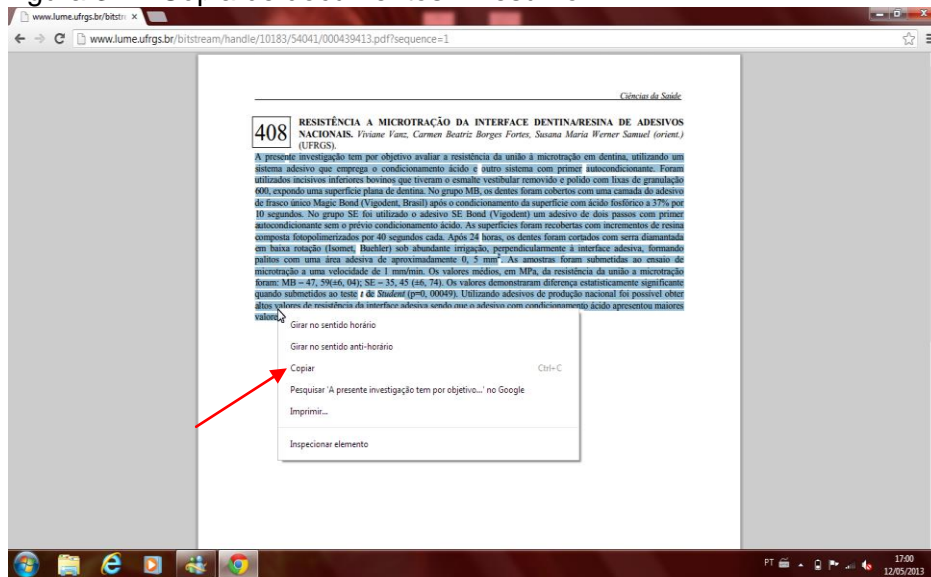 www.lume.ufrgs.br/bitstr
www.lume.ufrgs.br/bitstream/handle/10183/54041/000439413.pdf?sequence=1
Ciências da Saúde
408
RESISTÊNCIA A MICROTRAÇÃO DA INTERFACE DENTINA/RESINA DE ADESIVOS
NACIONAIS. Viviane Vanz, Carmen Beatriz Borges Fortes, Susana Maria Werner Samuel (orient.)
(UFRGS).
A presente investigação tem por objetivo avaliar a resistência da união à microtração em dentina, utilizando um
sistema adesivo que emprega o condicionamento ácido e outro sistema com primer autocondicionante. Foram
utilizados incisivos inferiores bovinos que tiveram o esmalte vestibular removido e polido com lixas de granulação
600, expondo uma superfície plana de dentina. No grupo MB, os dentes foram cobertos com uma camada do adesivo
de frasco único Magic Bond (Vigodent, Brasil) após o condicionamento da superfície com ácido fosfórico a 37% por
10 segundos. No grupo SE foi utilizado o adesivo SE Bond (Vigodent) um adesivo de dois passos com primer
autocondicionante sem o prévio condicionamento ácido. As superfícies foram recobertas com incrementos de resina
composta fotopolimerizados por 40 segundos cada. Após 24 horas, os dentes foram cortados com serra diamantada
em baixa rotação (Isomet, Buehler) sob abundante irrigação, perpendicularmente à interface adesiva, formando
palitos com uma área adesiva de aproximadamente 0, 5 mm². As amostras foram submetidas ao ensaio de
microtração a uma velocidade de 1 mm/min. Os valores médios, em MPa, da resistência da união a microtração
foram: MB – 47, 59(±6, 04); SE – 35, 45 (±6, 74). Os valores demonstraram diferença estatisticamente significante
quando submetidos ao teste t de Student (p=0, 00049). Utilizando adesivos de produção nacional foi possível obter
altos valores de resistência da interface adesiva sendo que o adesivo com condicionamento ácido apresentou maiores
valore
Girar no sentido horário
Girar no sentido anti-horário
Copiar Ctrl+C
Pesquisar 'A presente investigação tem por objetivo...' no Google
Imprimir...
Inspecionar elemento
PT
17:00
12/05/2013